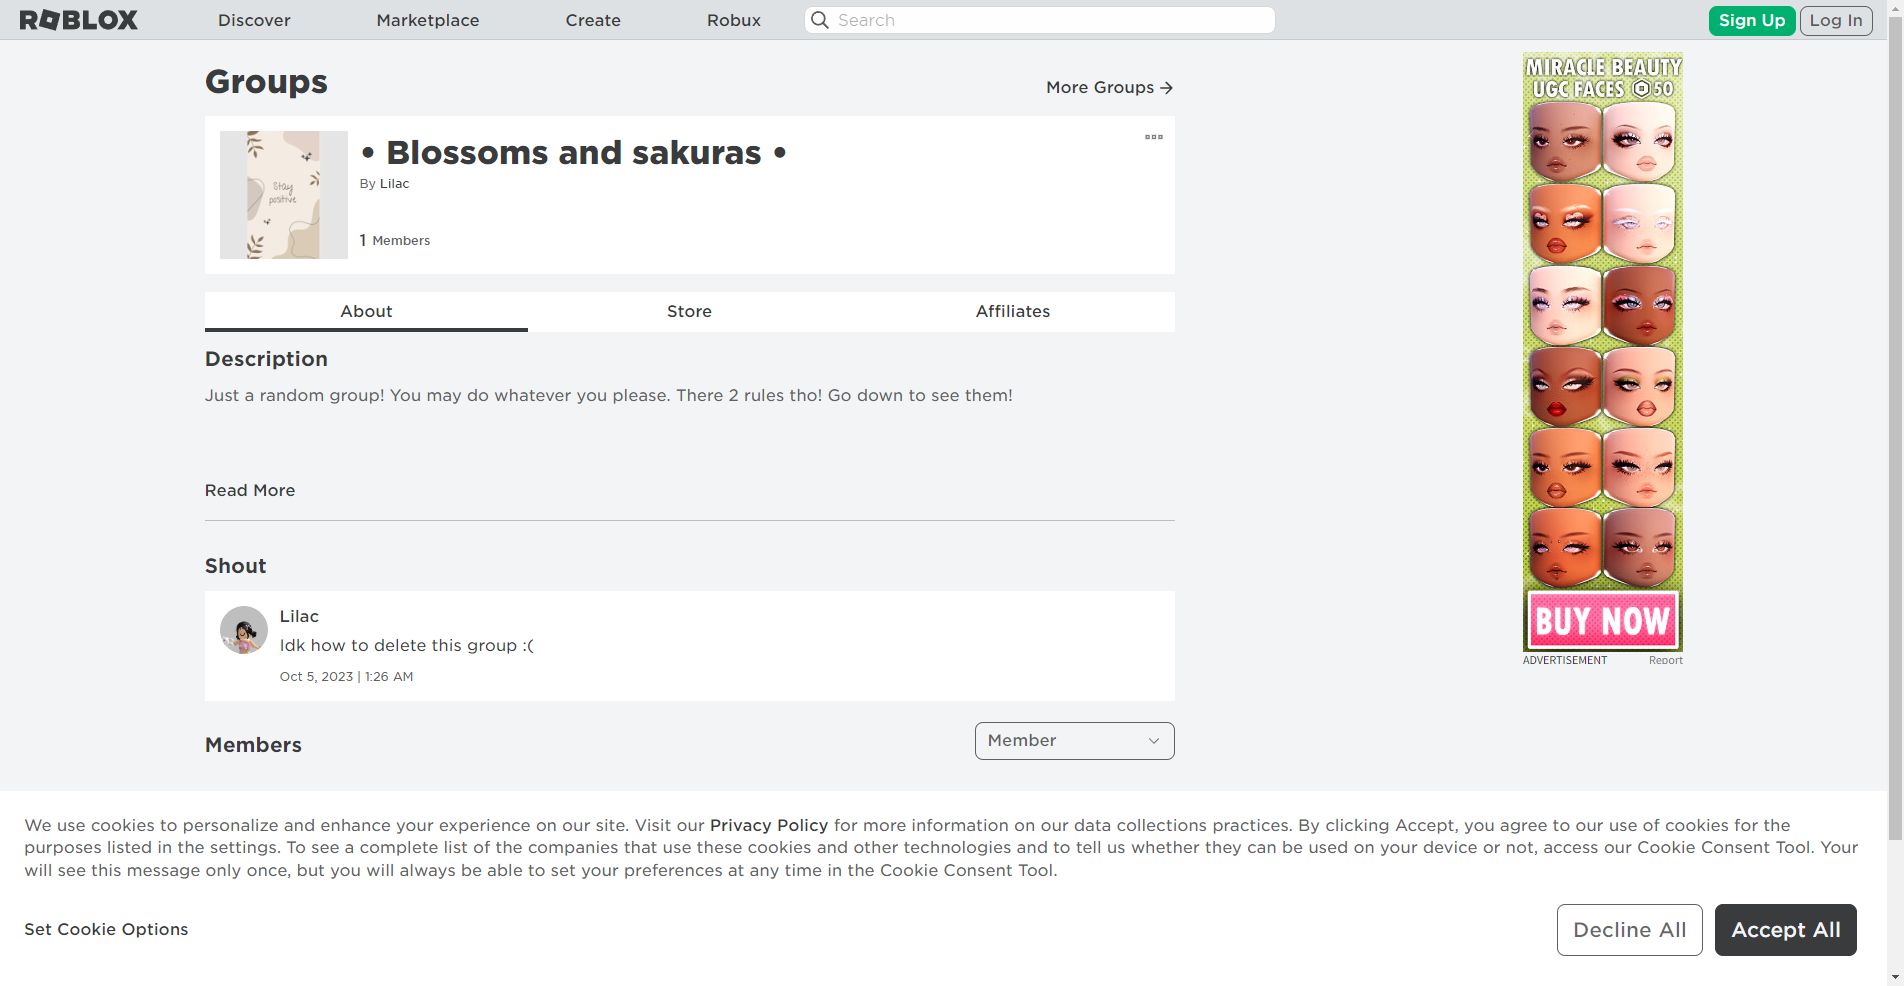 ROBLOX
Discover
Marketplace
Create
Robux
Search
Sign Up
Log In
Groups
More Groups →
Stay
positive
• Blossoms and sakuras •
By Lilac
1 Members
About
Store
Affiliates
Description
Just a random group! You may do whatever you please. There 2 rules tho! Go down to see them!
Read More
Shout
Lilac
Idk how to delete this group :(
Oct 5, 2023 | 1:26 AM
Members
Member
MIRACLE BEAUTY
UGC FACES 50
BUY NOW
ADVERTISEMENT
Report
We use cookies to personalize and enhance your experience on our site. Visit our Privacy Policy for more information on our data collections practices. By clicking Accept, you agree to our use of cookies for the
purposes listed in the settings. To see a complete list of the companies that use these cookies and other technologies and to tell us whether they can be used on your device or not, access our Cookie Consent Tool. Your
will see this message only once, but you will always be able to set your preferences at any time in the Cookie Consent Tool.
Set Cookie Options
Decline All
Accept All